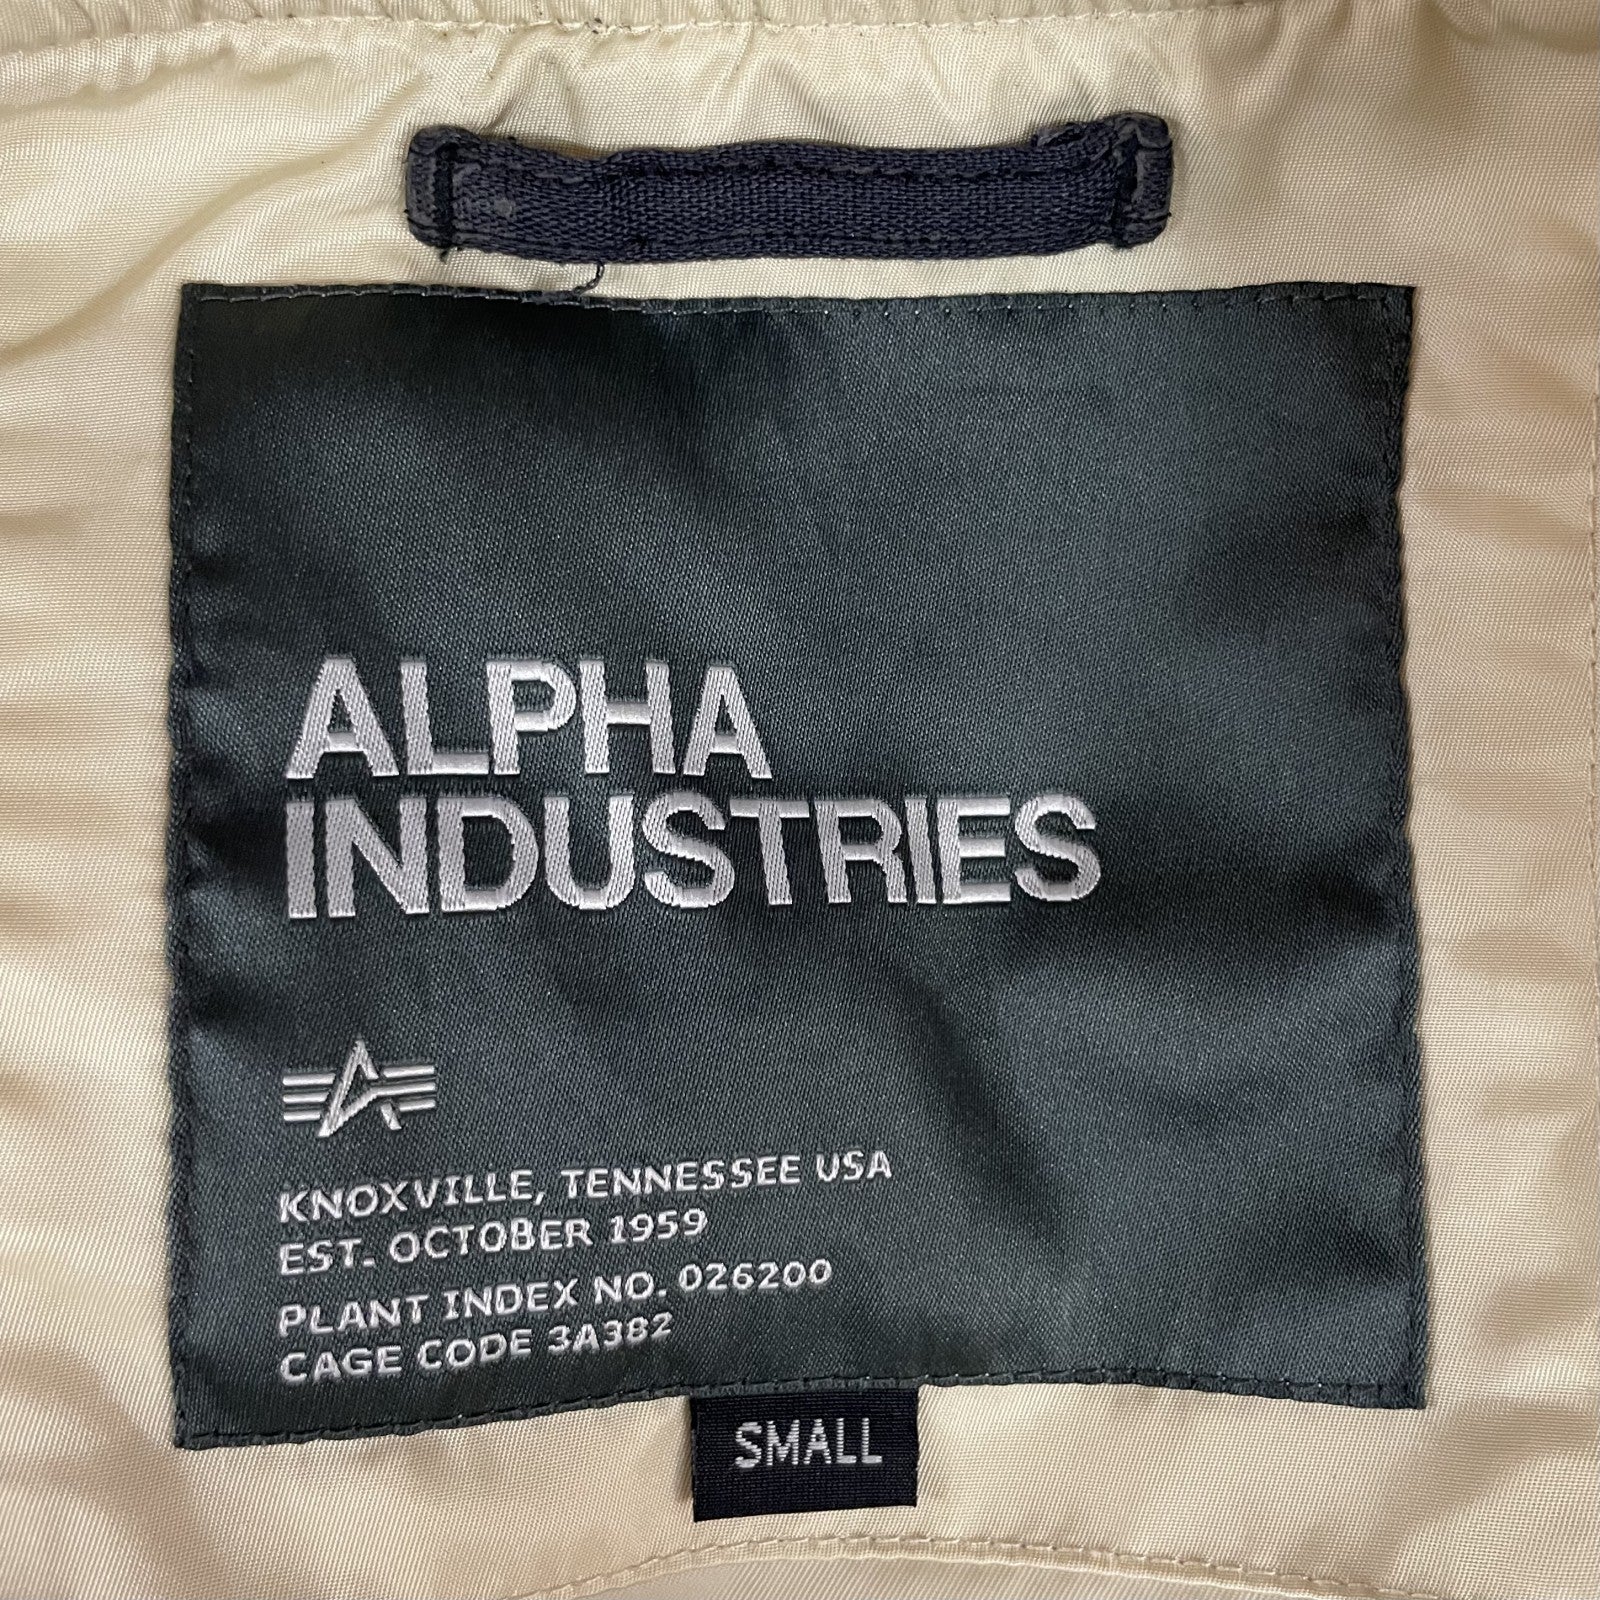 ALPHA
INDUSTRIES
KNOXVILLE, TENNESSEE USA
EST. OCTOBER 1959
PLANT INDEX NO. 026200
CAGE CODE 3A382
SMALL